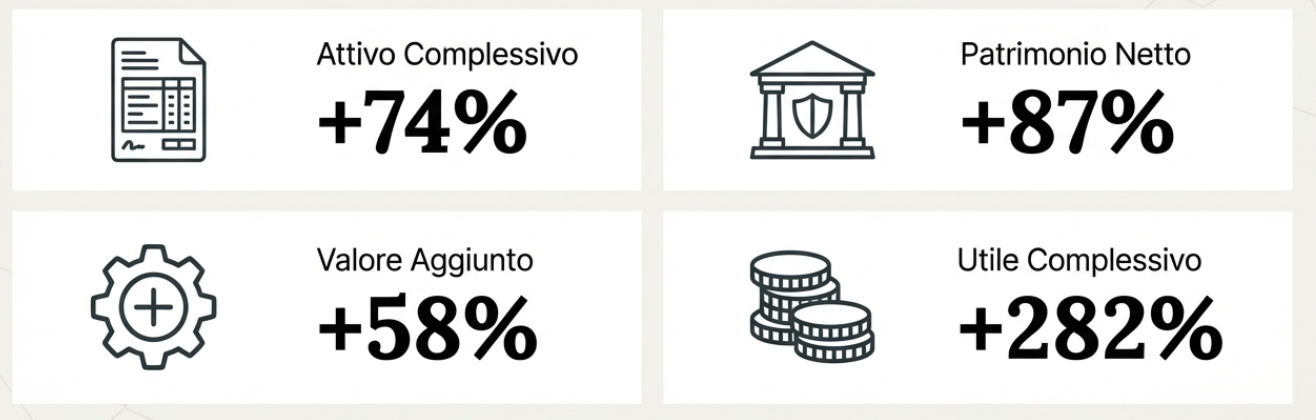 Attivo Complessivo
+74%
Patrimonio Netto
+87%
Valore Aggiunto
+58%
Utile Complessivo
+282%